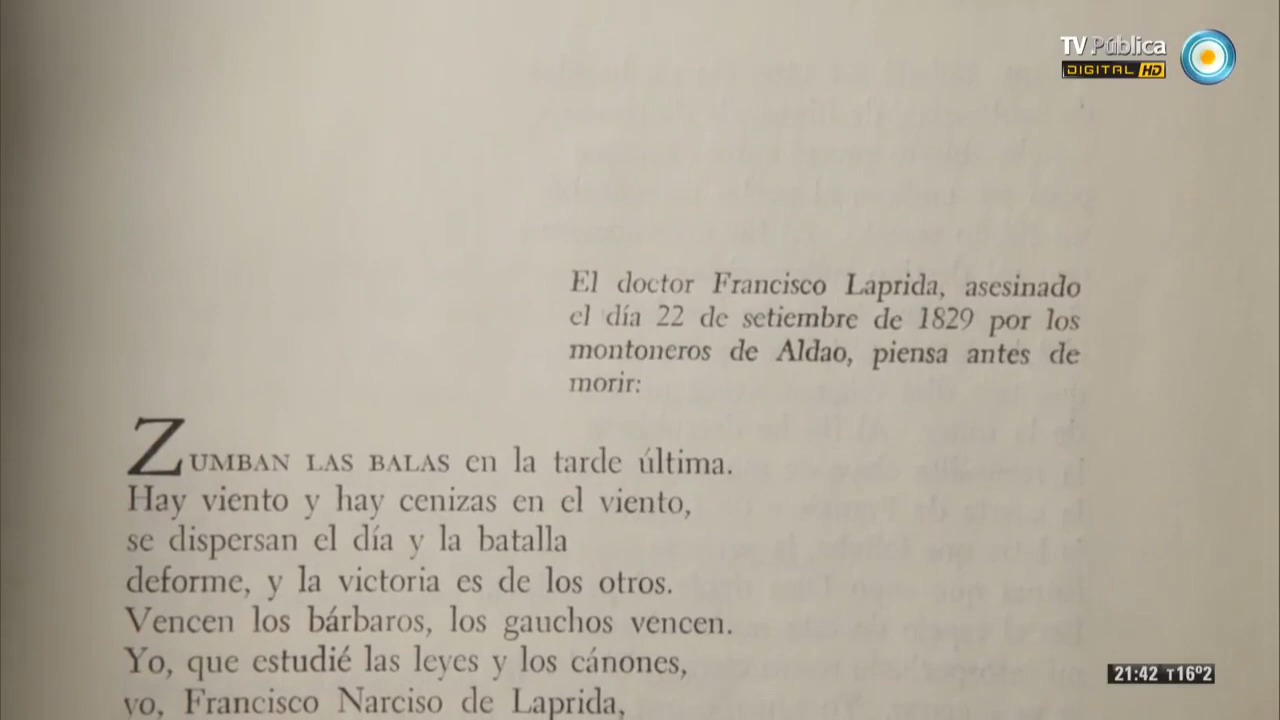 TV Pública
DIGITAL HD
El doctor Francisco Laprida, asesinado
el día 22 de setiembre de 1829 por los
montoneros de Aldao, piensa antes de
morir:
ZUMBAN LAS BALAS en la tarde última.
Hay viento y hay cenizas en el viento,
se dispersan el día y la batalla
deforme, y la victoria es de los otros.
Vencen los bárbaros, los gauchos vencen.
Yo, que estudié las leyes y los cánones,
yo, Francisco Narciso de Laprida,
21:42 T16º2